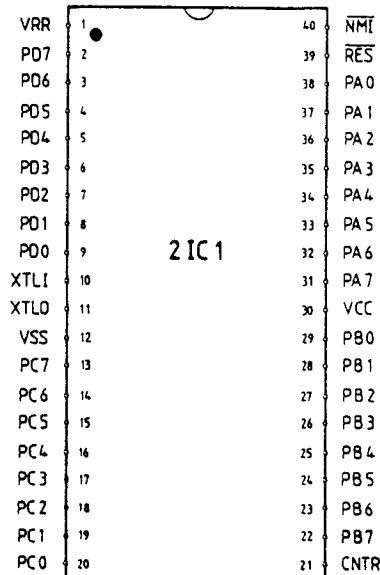 VRR 1 40 N̅M̅I̅
PD7 2 39 R̅E̅S̅
PD6 3 38 PA0
PD5 4 37 PA1
PD4 5 36 PA2
PD3 6 35 PA3
PD2 7 34 PA4
PD1 8 33 PA5
PD0 9 2 IC 1 32 PA6
XTLI 10 31 PA7
XTLO 11 30 VCC
VSS 12 29 PB0
PC7 13 28 PB1
PC6 14 27 PB2
PC5 15 26 PB3
PC4 16 25 PB4
PC3 17 24 PB5
PC2 18 23 PB6
PC1 19 22 PB7
PC0 20 21 CNTR